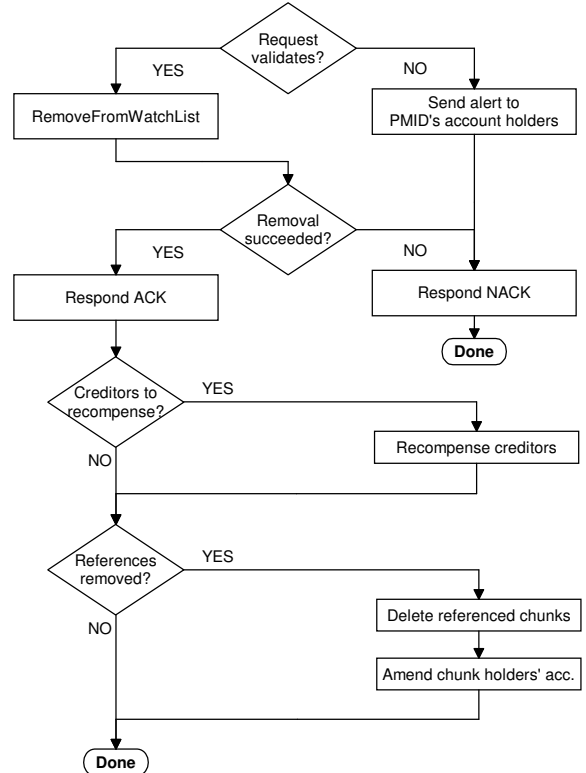 Request
validates?
YES
NO
RemoveFromWatchList
Send alert to
PMID's account holders
Removal
succeeded?
YES
NO
Respond ACK
Respond NACK
Done
Creditors to
recompense?
YES
Recompense creditors
NO
References
removed?
YES
Delete referenced chunks
NO
Amend chunk holders' acc.
Done